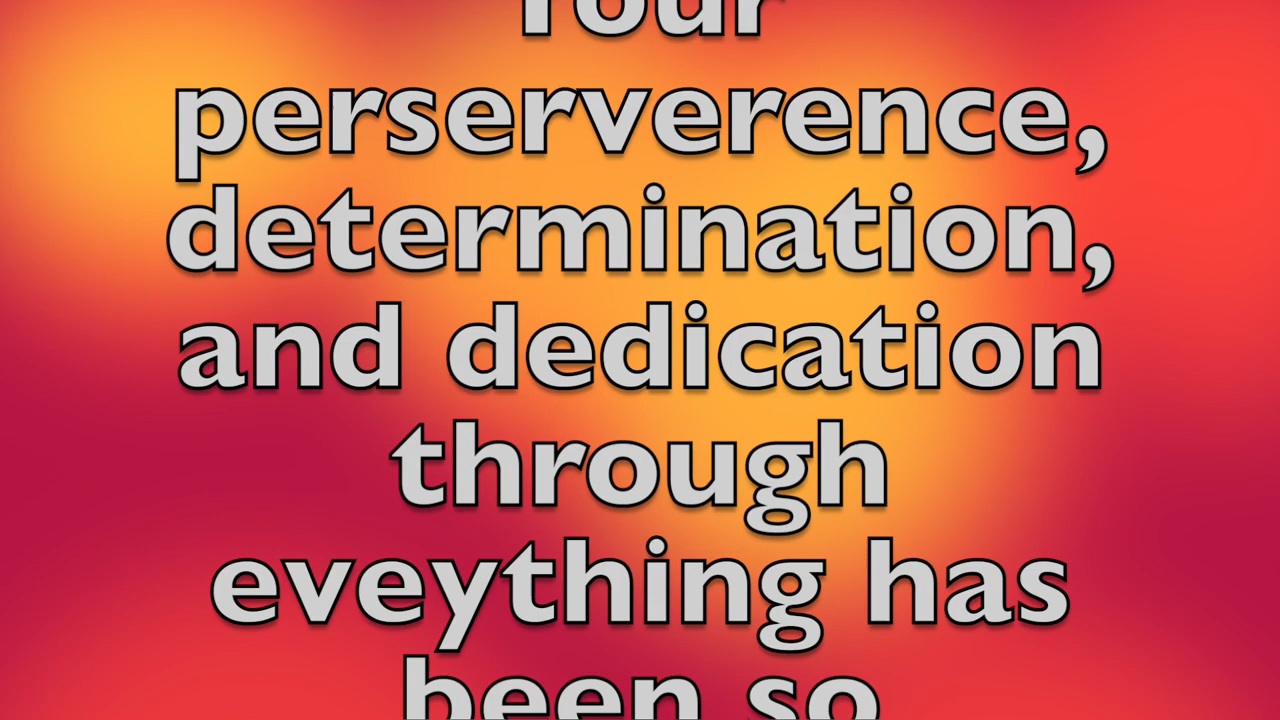 Your
perserverence,
determination,
and dedication
through
eveything has
been so